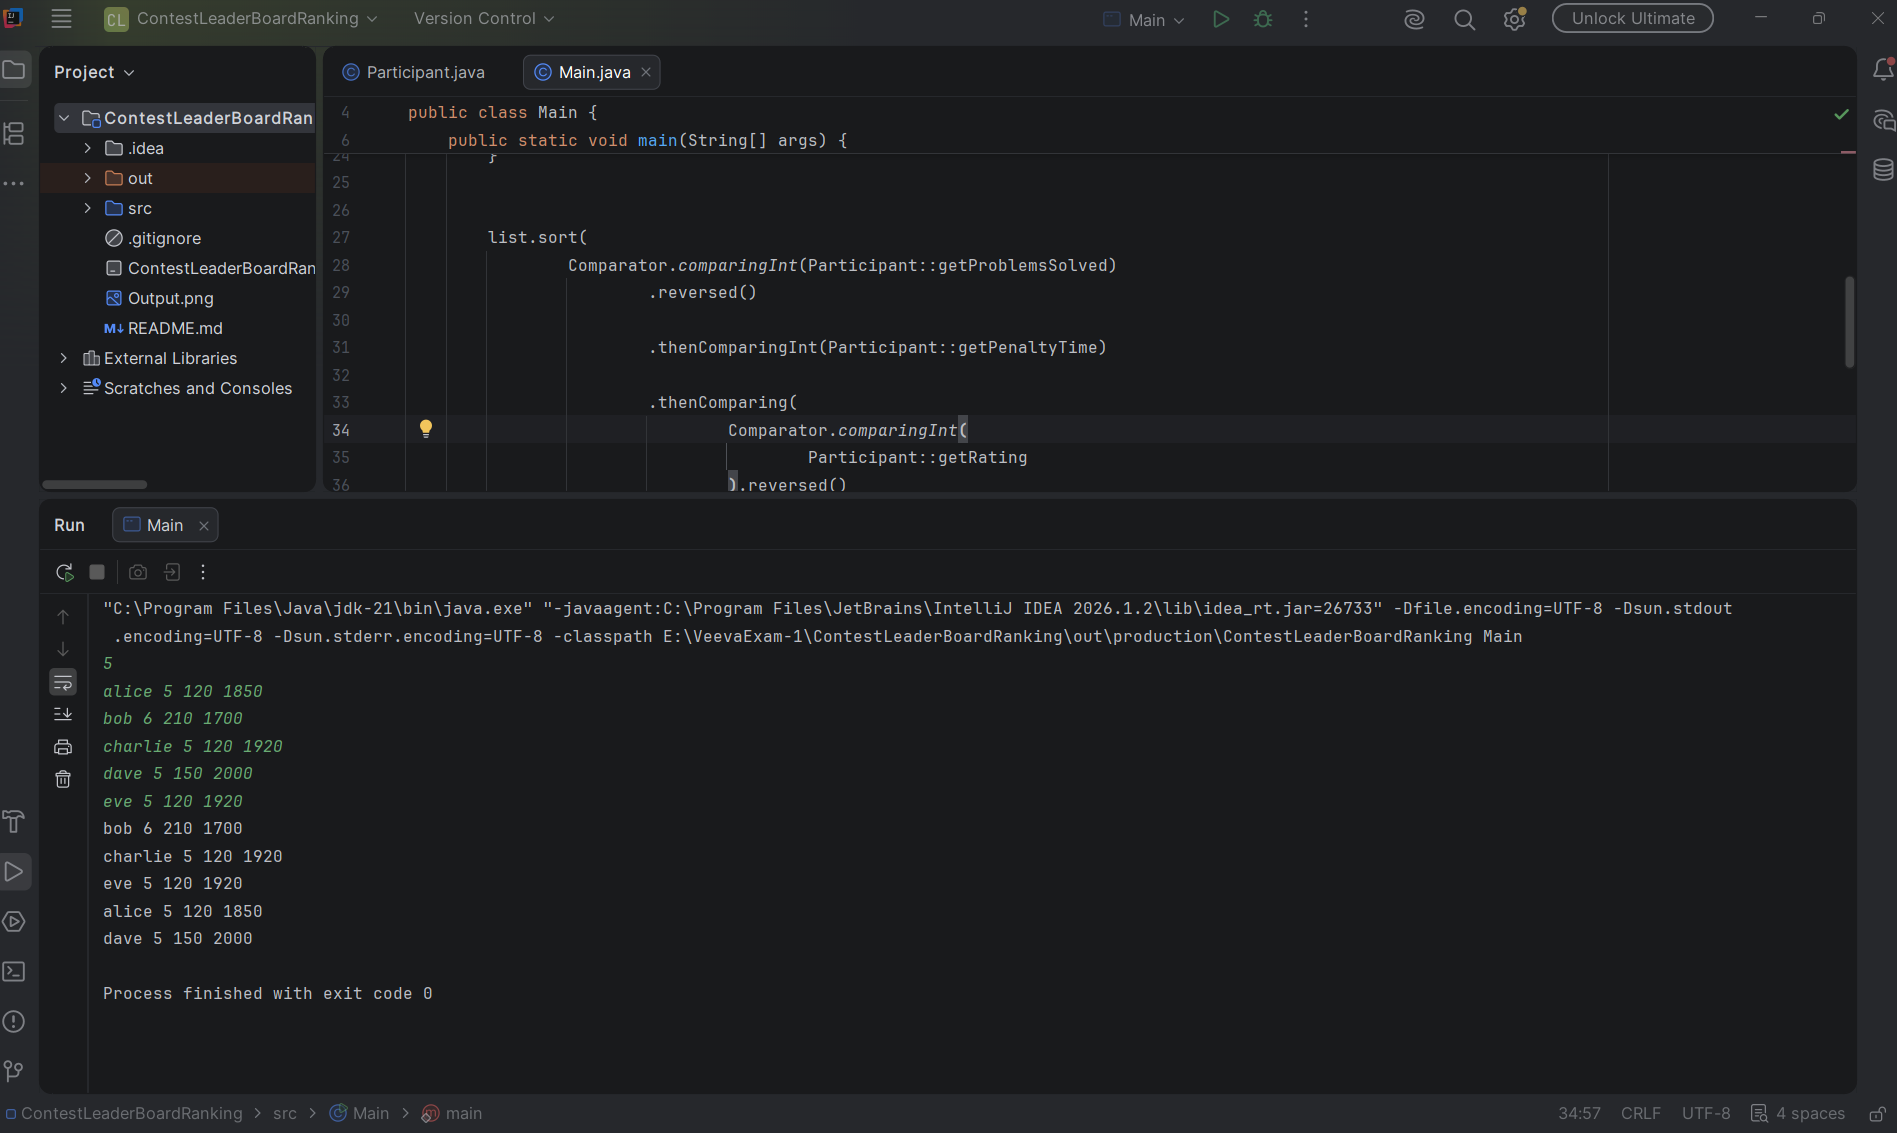 CL ContestLeaderBoardRanking Version Control Main Unlock Ultimate
Project
ContestLeaderBoardRan
.idea
out
src
.gitignore
ContestLeaderBoardRan
Output.png
M↓ README.md
External Libraries
Scratches and Consoles
Participant.java Main.java
4 public class Main {
6 public static void main(String[] args) {
24 }
25
26
27 list.sort(
28 Comparator.comparingInt(Participant::getProblemsSolved)
29 .reversed()
30
31 .thenComparingInt(Participant::getPenaltyTime)
32
33 .thenComparing(
34 Comparator.comparingInt(
35 Participant::getRating
36 ).reversed()
Run Main
"C:\Program Files\Java\jdk-21\bin\java.exe" "-javaagent:C:\Program Files\JetBrains\IntelliJ IDEA 2026.1.2\lib\idea_rt.jar=26733" -Dfile.encoding=UTF-8 -Dsun.stdout
.encoding=UTF-8 -Dsun.stderr.encoding=UTF-8 -classpath E:\VeevaExam-1\ContestLeaderBoardRanking\out\production\ContestLeaderBoardRanking Main
5
alice 5 120 1850
bob 6 210 1700
charlie 5 120 1920
dave 5 150 2000
eve 5 120 1920
bob 6 210 1700
charlie 5 120 1920
eve 5 120 1920
alice 5 120 1850
dave 5 150 2000
Process finished with exit code 0
ContestLeaderBoardRanking > src > Main > main 34:57 CRLF UTF-8 4 spaces